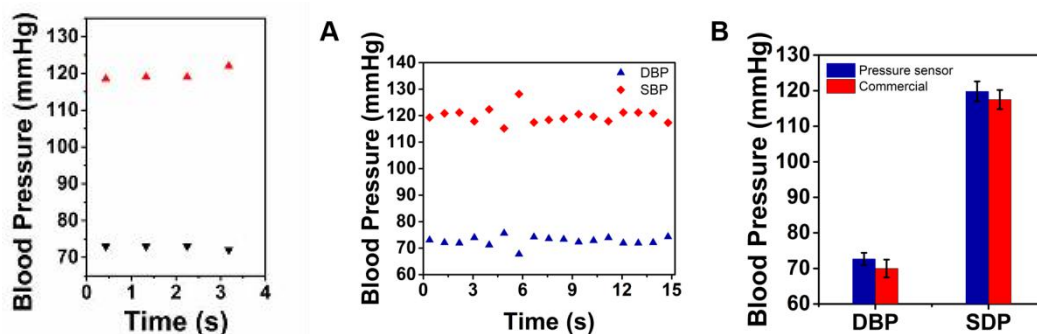 Blood Pressure (mmHg)
130
120
110
100
90
80
70
0 1 2 3 4
Time (s)
A
Blood Pressure (mmHg)
140
130
120
110
100
90
80
70
60
DBP
SBP
0 3 6 9 12 15
Time (s)
B
Blood Pressure (mmHg)
130
120
110
100
90
80
70
60
Pressure sensor
Commercial
DBP SDP